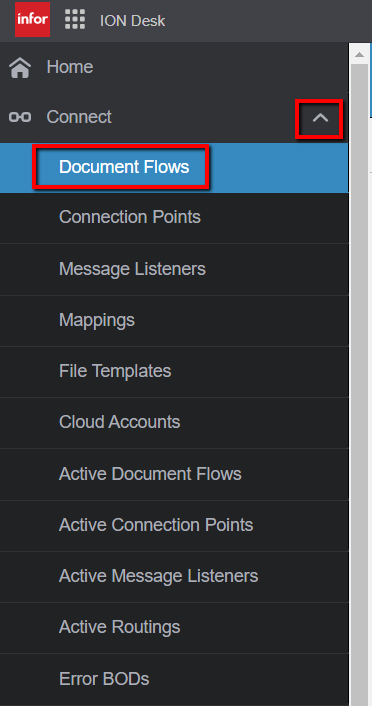 infor ION Desk
Home
Connect
Document Flows
Connection Points
Message Listeners
Mappings
File Templates
Cloud Accounts
Active Document Flows
Active Connection Points
Active Message Listeners
Active Routings
Error BODs